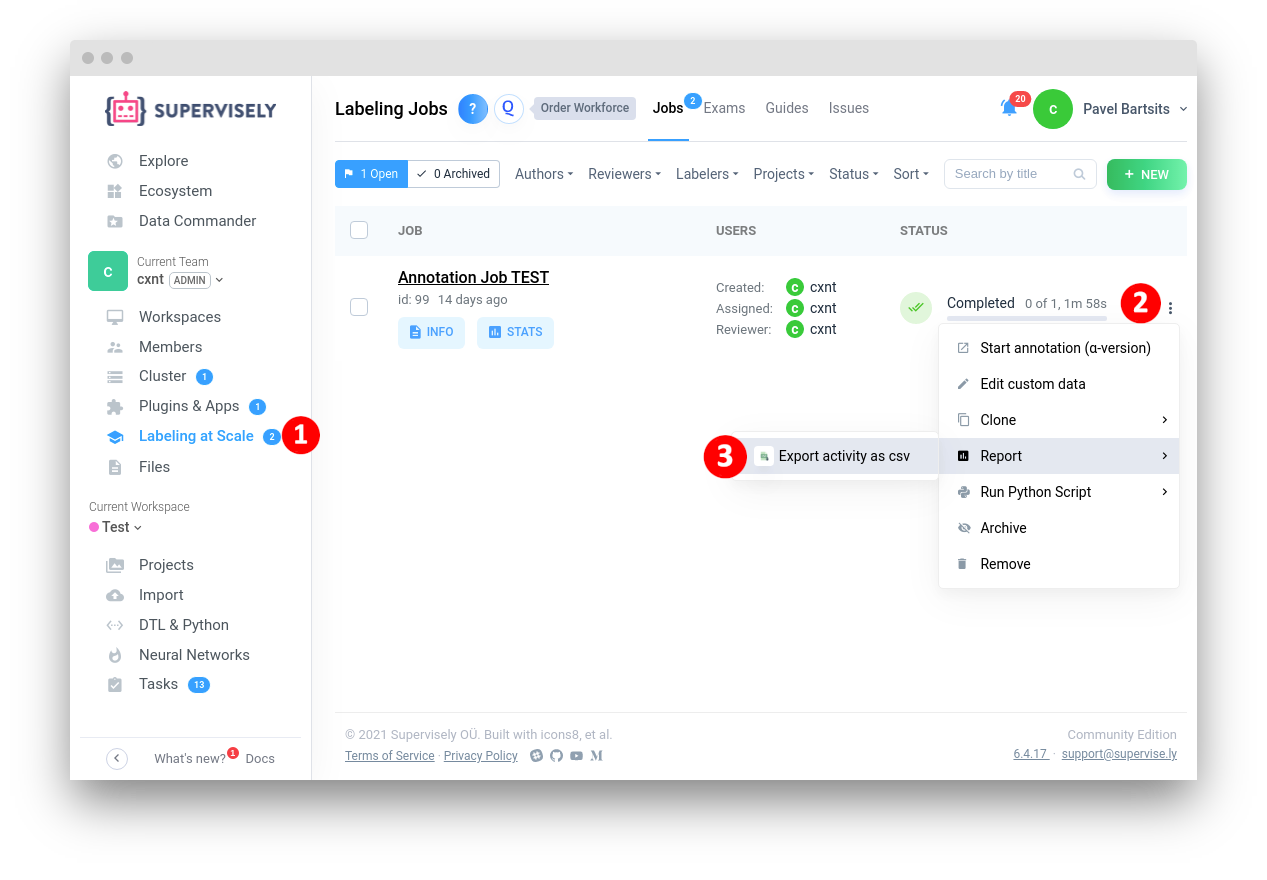 SUPERVISELY
Explore
Ecosystem
Data Commander
C
Current Team
cxnt ADMIN
Workspaces
Members
Cluster 1
Plugins & Apps 1
Labeling at Scale 2
1
Files
Current Workspace
Test
Projects
Import
DTL & Python
Neural Networks
Tasks 13
What's new? 1 Docs
Labeling Jobs ? Q Order Workforce Jobs 2 Exams Guides Issues 20 C Pavel Bartsits
1 Open 0 Archived Authors Reviewers Labelers Projects Status Sort Search by title + NEW
JOB USERS STATUS
Annotation Job TEST
id: 99 14 days ago
INFO STATS
Created: C cxnt
Assigned: C cxnt
Reviewer: C cxnt
Completed 0 of 1, 1m 58s
2
Start annotation (α-version)
Edit custom data
Clone
3 Export activity as csv
Report
Run Python Script
Archive
Remove
© 2021 Supervisely OÜ. Built with icons8, et al.
Terms of Service · Privacy Policy
Community Edition
6.4.17 · support@supervise.ly